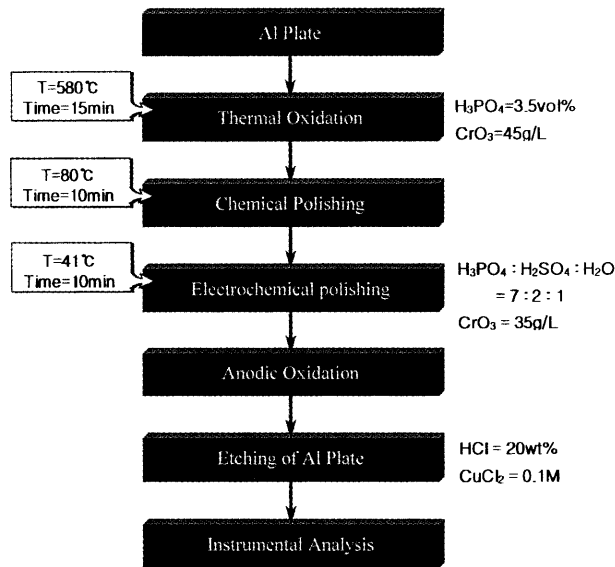 Al Plate
T=580℃
Time=15min
Thermal Oxidation
H₃PO₄=3.5vol%
CrO₃=45g/L
T=80℃
Time=10min
Chemical Polishing
T=41℃
Time=10min
Electrochemical polishing
H₃PO₄ : H₂SO₄ : H₂O
= 7 : 2 : 1
CrO₃ = 35g/L
Anodic Oxidation
Etching of Al Plate
HCl = 20wt%
CuCl₂ = 0.1M
Instrumental Analysis